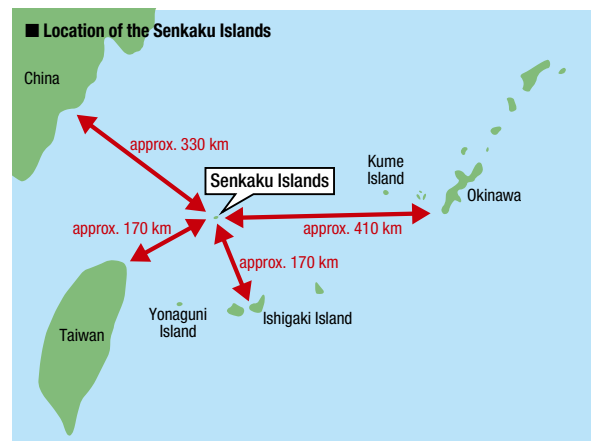 ■ Location of the Senkaku Islands
China
approx. 330 km
Kume
Island
Senkaku Islands
Okinawa
approx. 170 km
approx. 410 km
approx. 170 km
Yonaguni
Island
Ishigaki Island
Taiwan